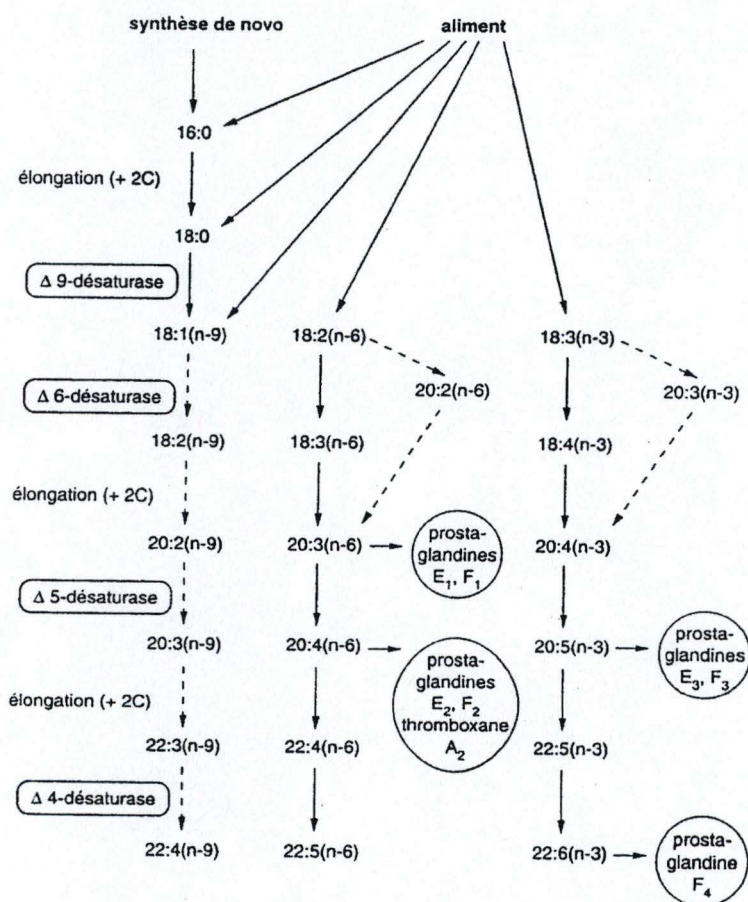 synthèse de novo
aliment
16:0
élongation (+ 2C)
18:0
Δ 9-désaturase
18:1(n-9)
18:2(n-6)
18:3(n-3)
20:2(n-6)
20:3(n-3)
Δ 6-désaturase
18:2(n-9)
18:3(n-6)
18:4(n-3)
élongation (+ 2C)
20:2(n-9)
20:3(n-6)
prosta-
glandines
E1, F1
20:4(n-3)
Δ 5-désaturase
20:3(n-9)
20:4(n-6)
prosta-
glandines
E2, F2
thromboxane
A2
20:5(n-3)
prosta-
glandines
E3, F3
élongation (+ 2C)
22:3(n-9)
22:4(n-6)
22:5(n-3)
Δ 4-désaturase
22:4(n-9)
22:5(n-6)
22:6(n-3)
prosta-
glandine
F4